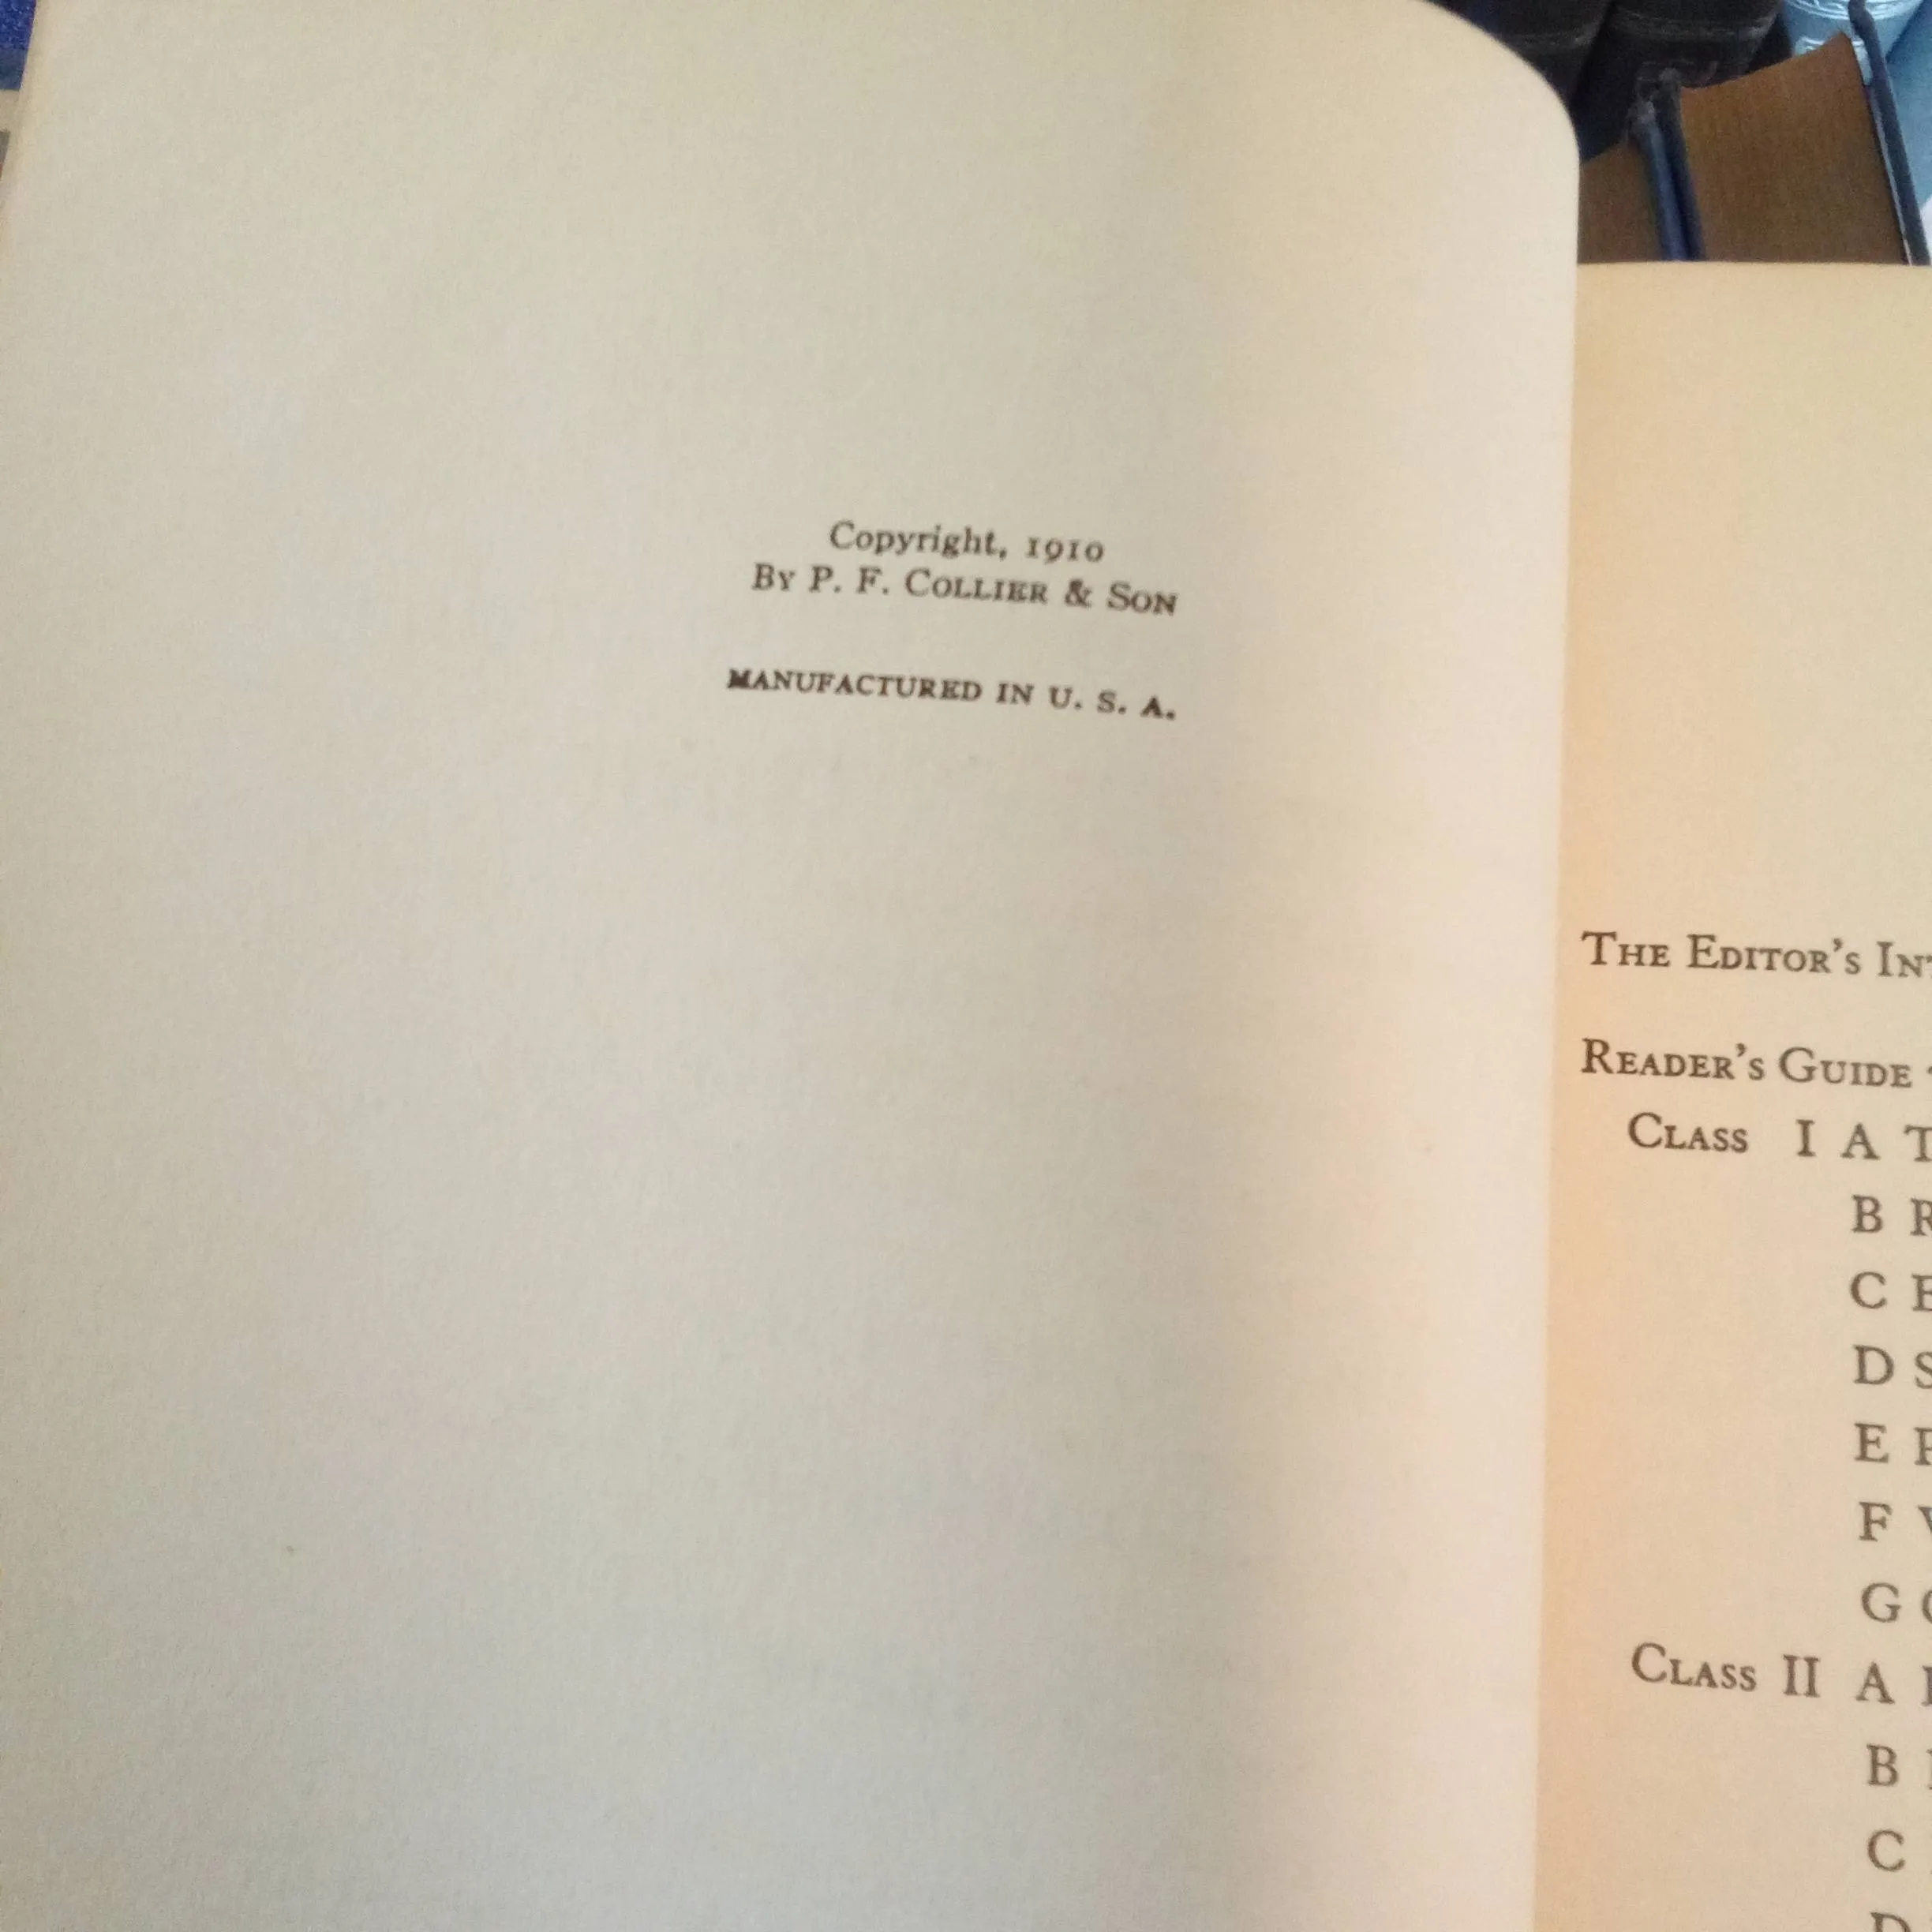 Copyright, 1910
BY P. F. COLLIER & SON
MANUFACTURED IN U. S. A.
THE EDITOR'S
READER'S GUIDE
CLASS I A
B
C
D
E
F
G
CLASS II A
B
C
D